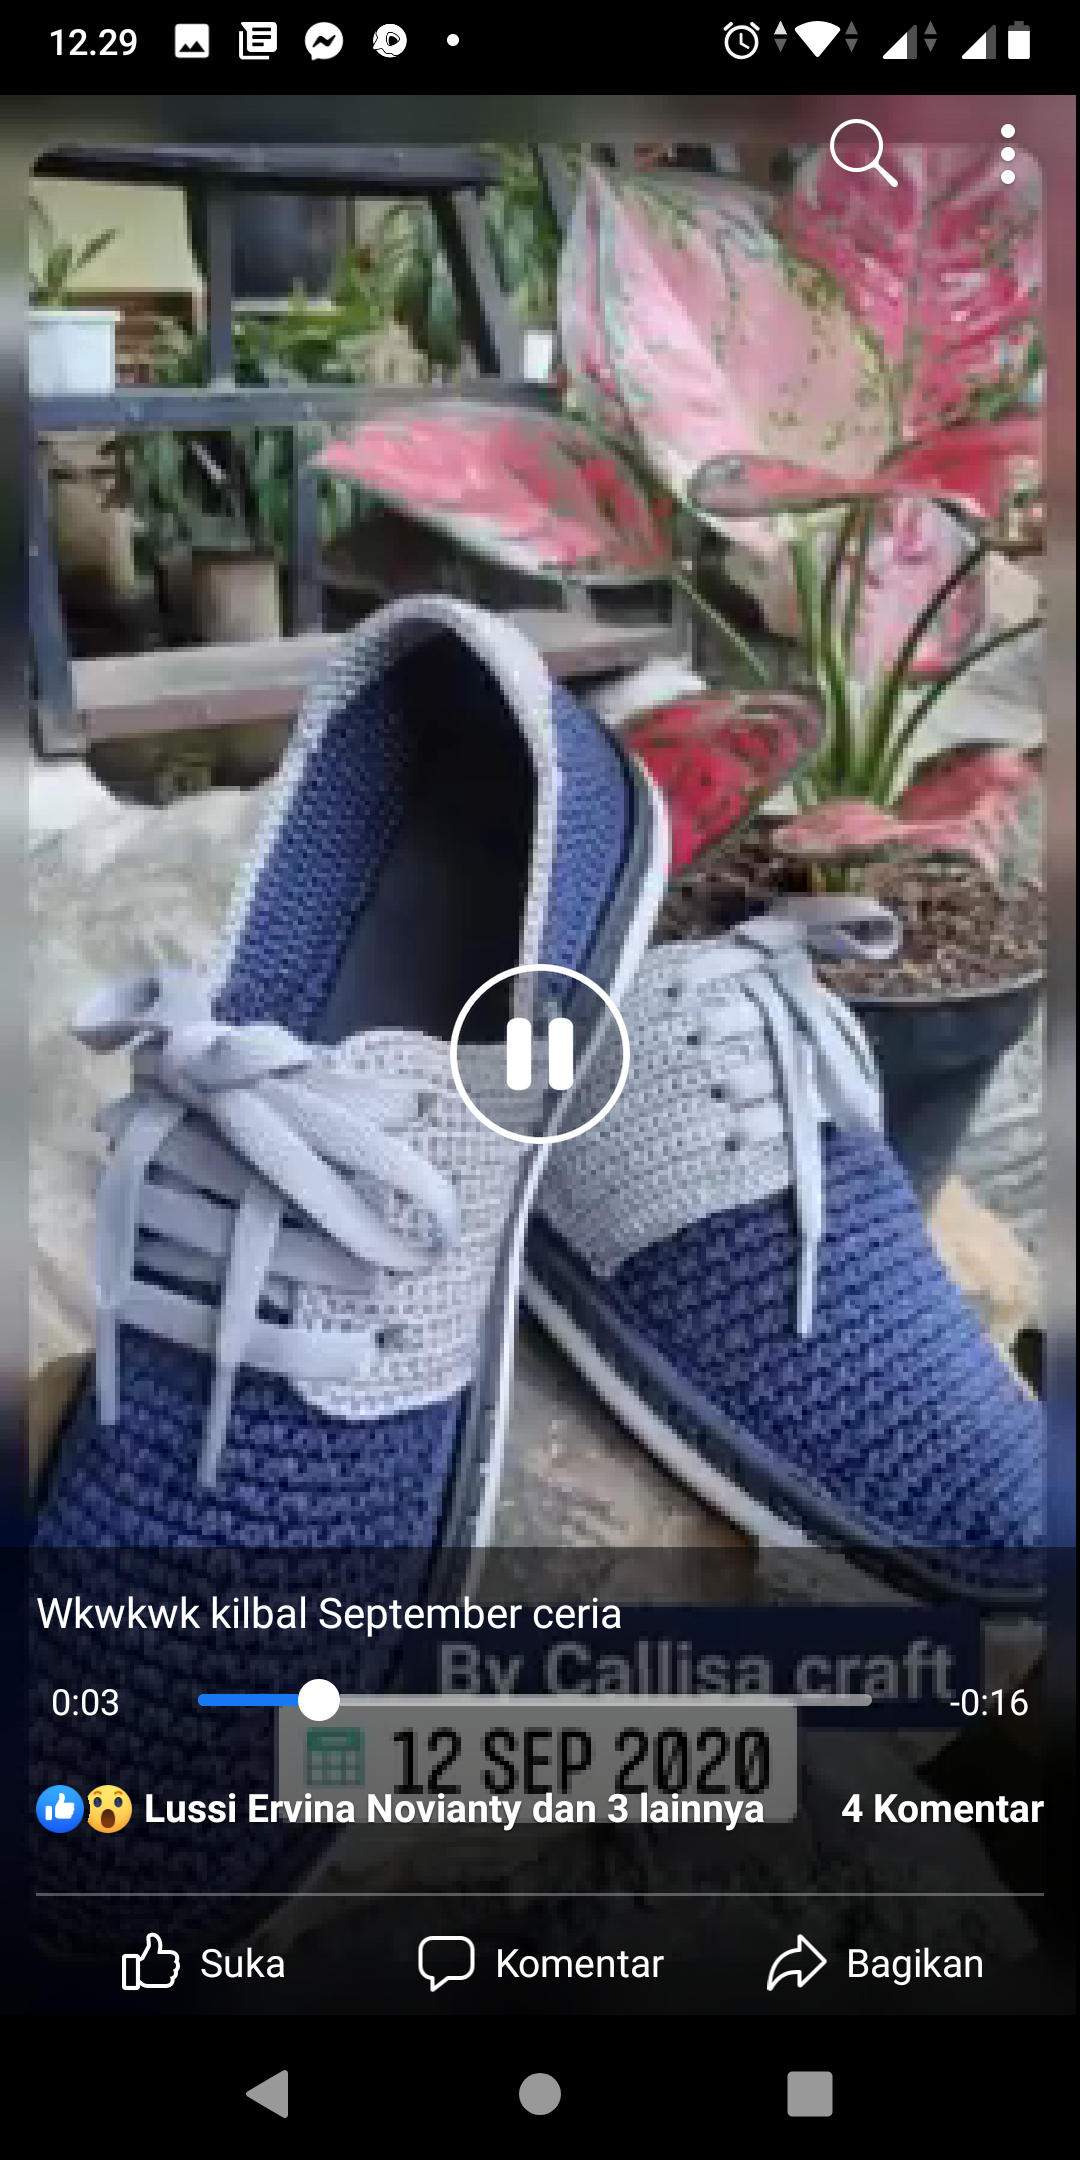 12.29
Wkwkwk kilbal September ceria
By Callisa craft
0:03
-0:16
12 SEP 2020
Lussi Ervina Novianty dan 3 lainnya
4 Komentar
Suka
Komentar
Bagikan